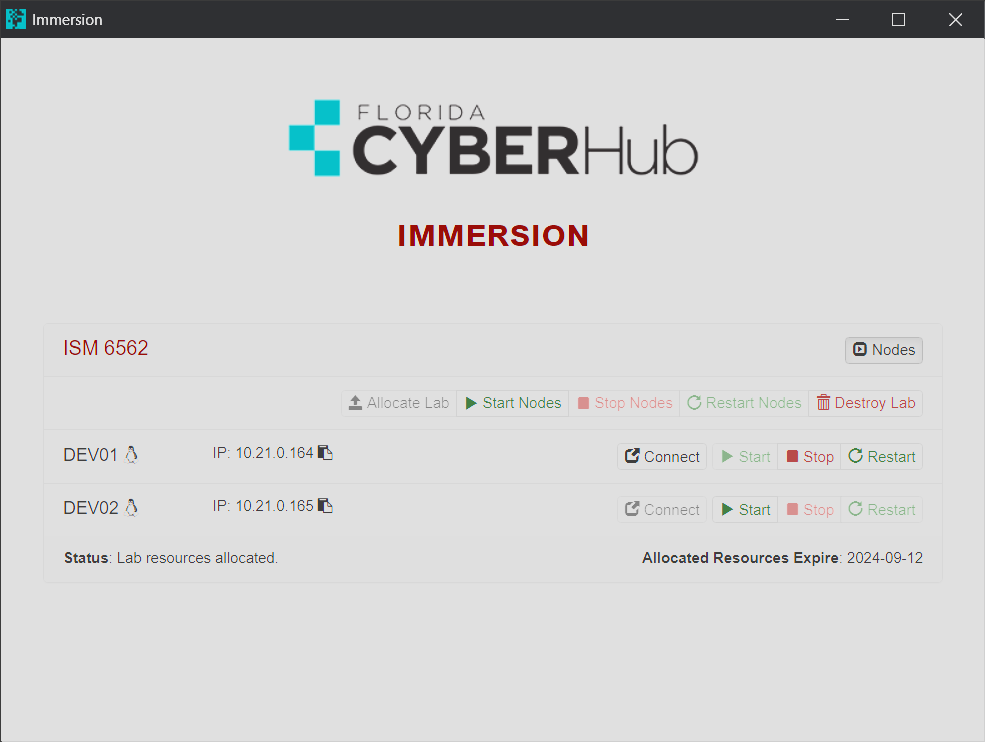 Immersion
FLORIDA
CYBERHub
IMMERSION
ISM 6562 Nodes
Allocate Lab Start Nodes Stop Nodes Restart Nodes Destroy Lab
DEV01 IP: 10.21.0.164 Connect Start Stop Restart
DEV02 IP: 10.21.0.165 Connect Start Stop Restart
Status: Lab resources allocated. Allocated Resources Expire: 2024-09-12